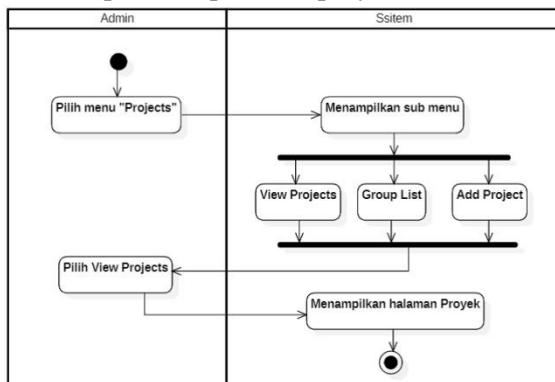 Admin
Ssitem
Pilih menu "Projects"
Menampilkan sub menu
View Projects
Group List
Add Project
Pilih View Projects
Menampilkan halaman Proyek